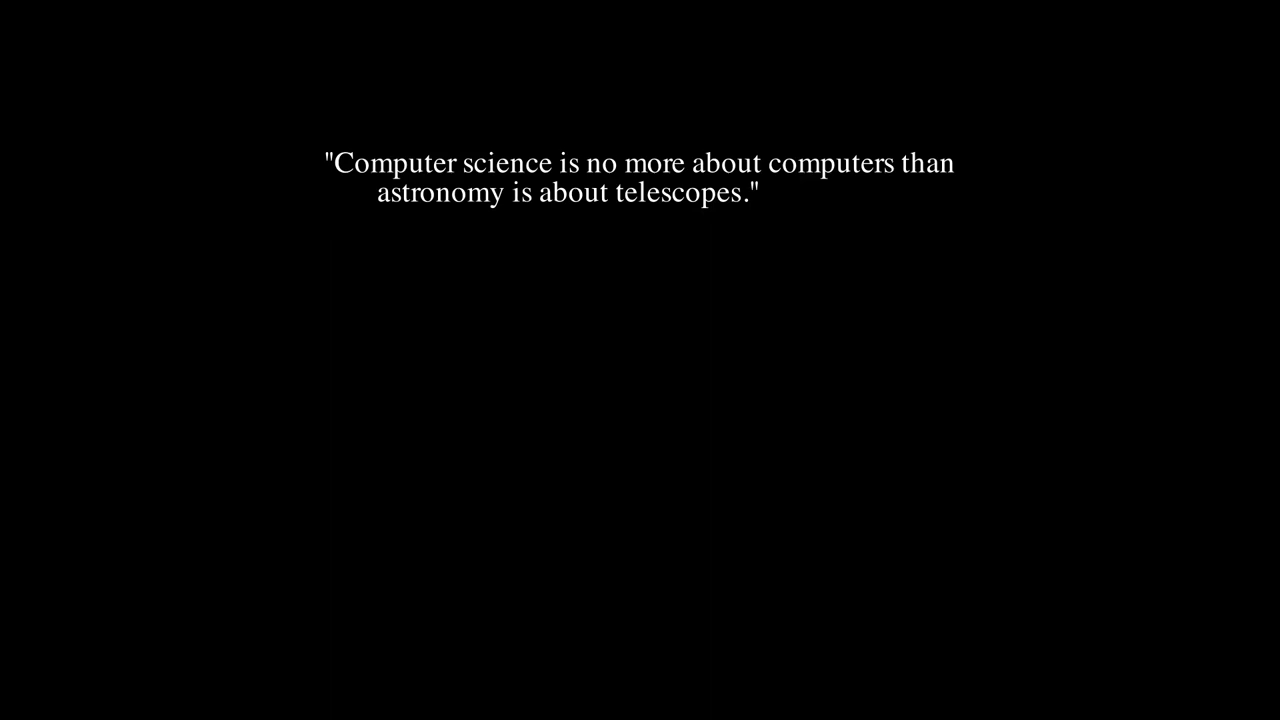 "Computer science is no more about computers than
astronomy is about telescopes."